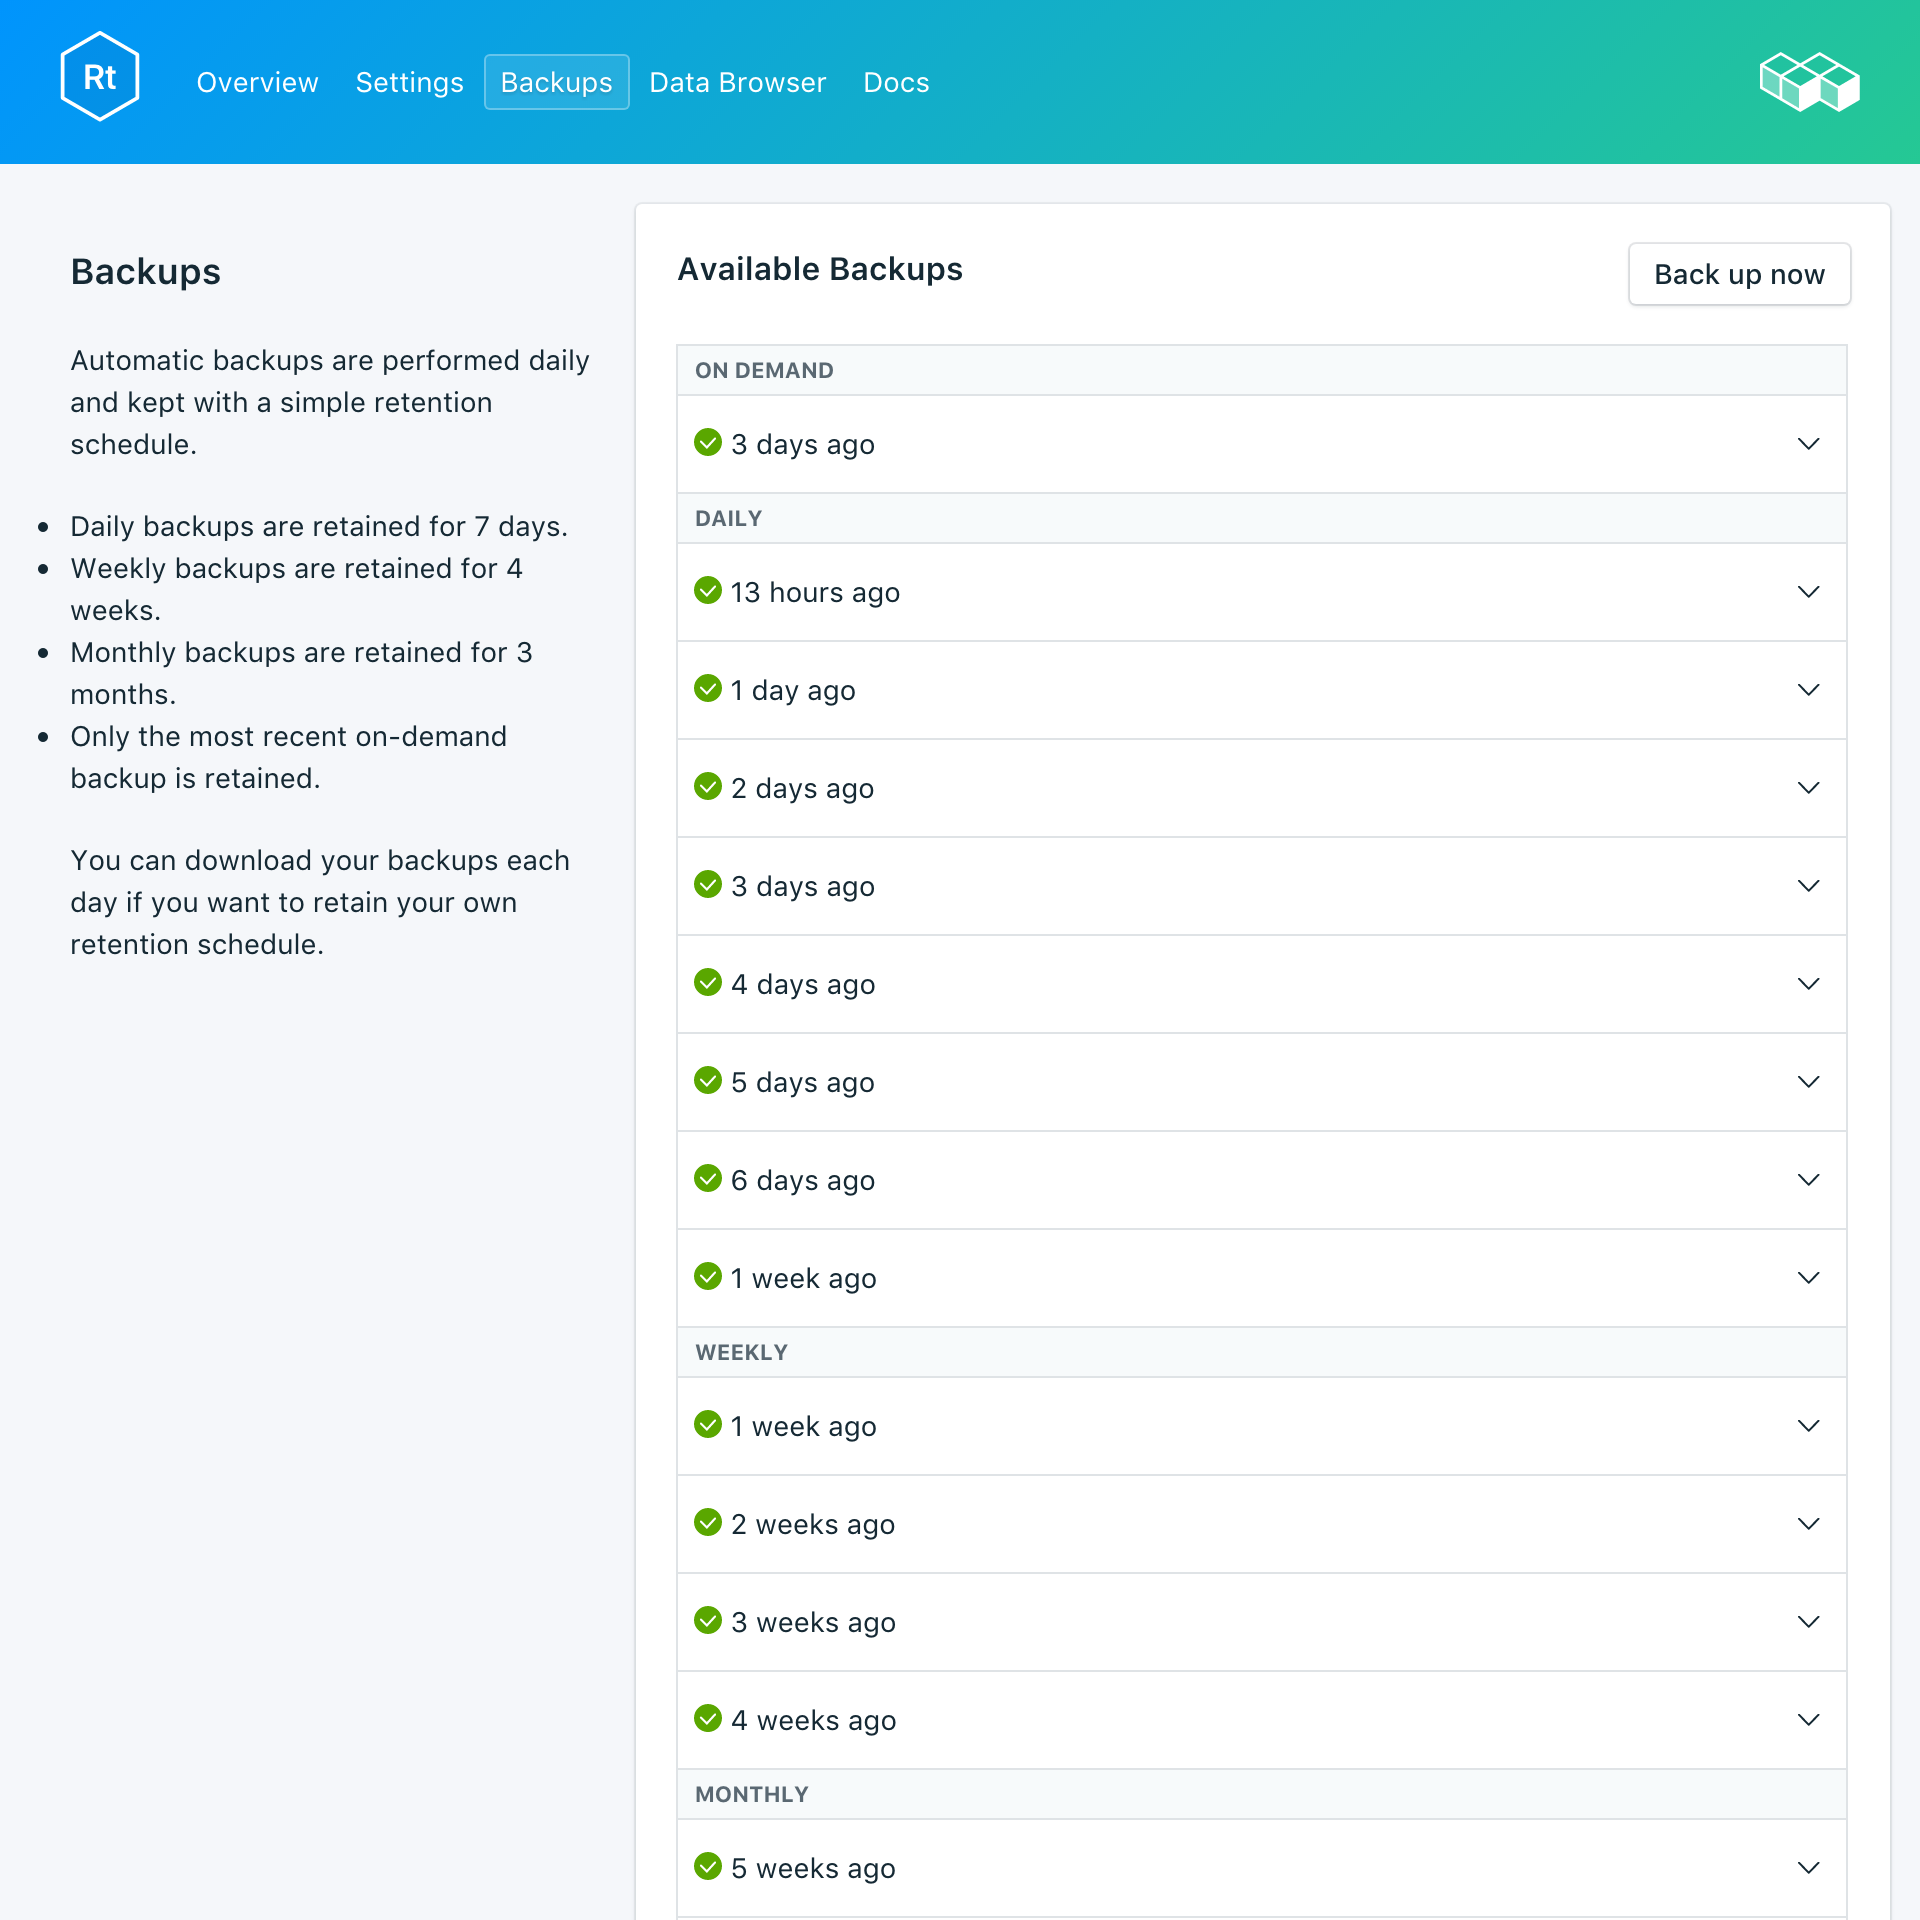 Rt
Overview
Settings
Backups
Data Browser
Docs
Backups
Automatic backups are performed daily
and kept with a simple retention
schedule.
Daily backups are retained for 7 days.
Weekly backups are retained for 4
weeks.
Monthly backups are retained for 3
months.
Only the most recent on-demand
backup is retained.
You can download your backups each
day if you want to retain your own
retention schedule.
Available Backups
Back up now
ON DEMAND
3 days ago
DAILY
13 hours ago
1 day ago
2 days ago
3 days ago
4 days ago
5 days ago
6 days ago
1 week ago
WEEKLY
1 week ago
2 weeks ago
3 weeks ago
4 weeks ago
MONTHLY
5 weeks ago